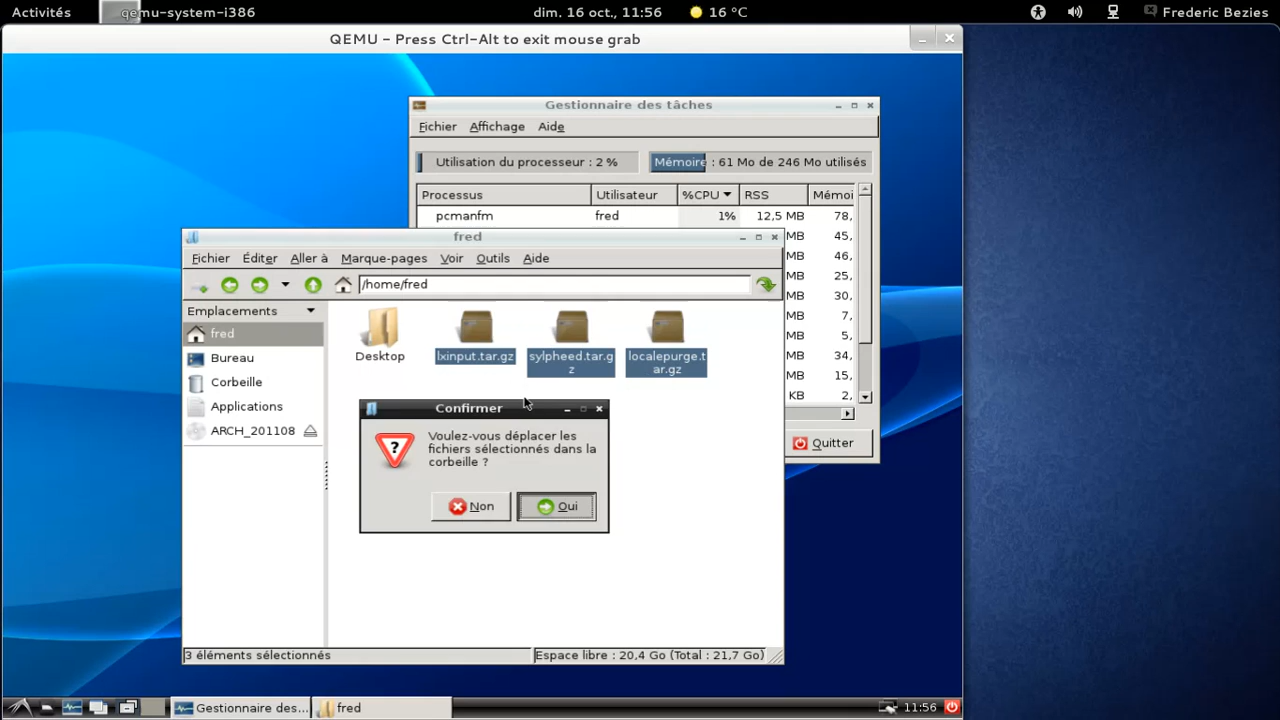 Activités
qemu-system-i386
dim. 16 oct., 11:56
16 °C
Frederic Bezies
QEMU - Press Ctrl-Alt to exit mouse grab
Gestionnaire des tâches
Fichier Affichage Aide
Utilisation du processeur : 2 %
Mémoire : 61 Mo de 246 Mo utilisés
Processus Utilisateur %CPU RSS Mémoi
pcmanfm fred 1% 12,5 MB 78,
MB 45,
MB 46,
MB 25,
MB 30,
MB 7,
MB 5,
MB 34,
MB 15,
KB 2,
Quitter
fred
Fichier Éditer Aller à Marque-pages Voir Outils Aide
/home/fred
Emplacements
fred
Bureau
Corbeille
Applications
ARCH_201108
Desktop
lxinput.tar.gz
sylpheed.tar.g
z
localepurge.t
ar.gz
Confirmer
Voulez-vous déplacer les
fichiers sélectionnés dans la
corbeille ?
Non
Oui
3 éléments sélectionnés
Espace libre : 20,4 Go (Total : 21,7 Go)
Gestionnaire des...
fred
11:56